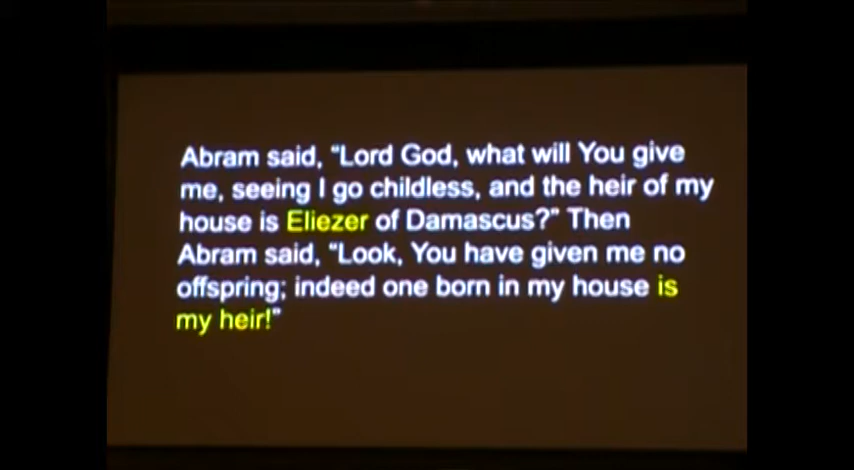 Abram said, “Lord God, what will You give
me, seeing I go childless, and the heir of my
house is Eliezer of Damascus?” Then
Abram said, “Look, You have given me no
offspring; indeed one born in my house is
my heir!”